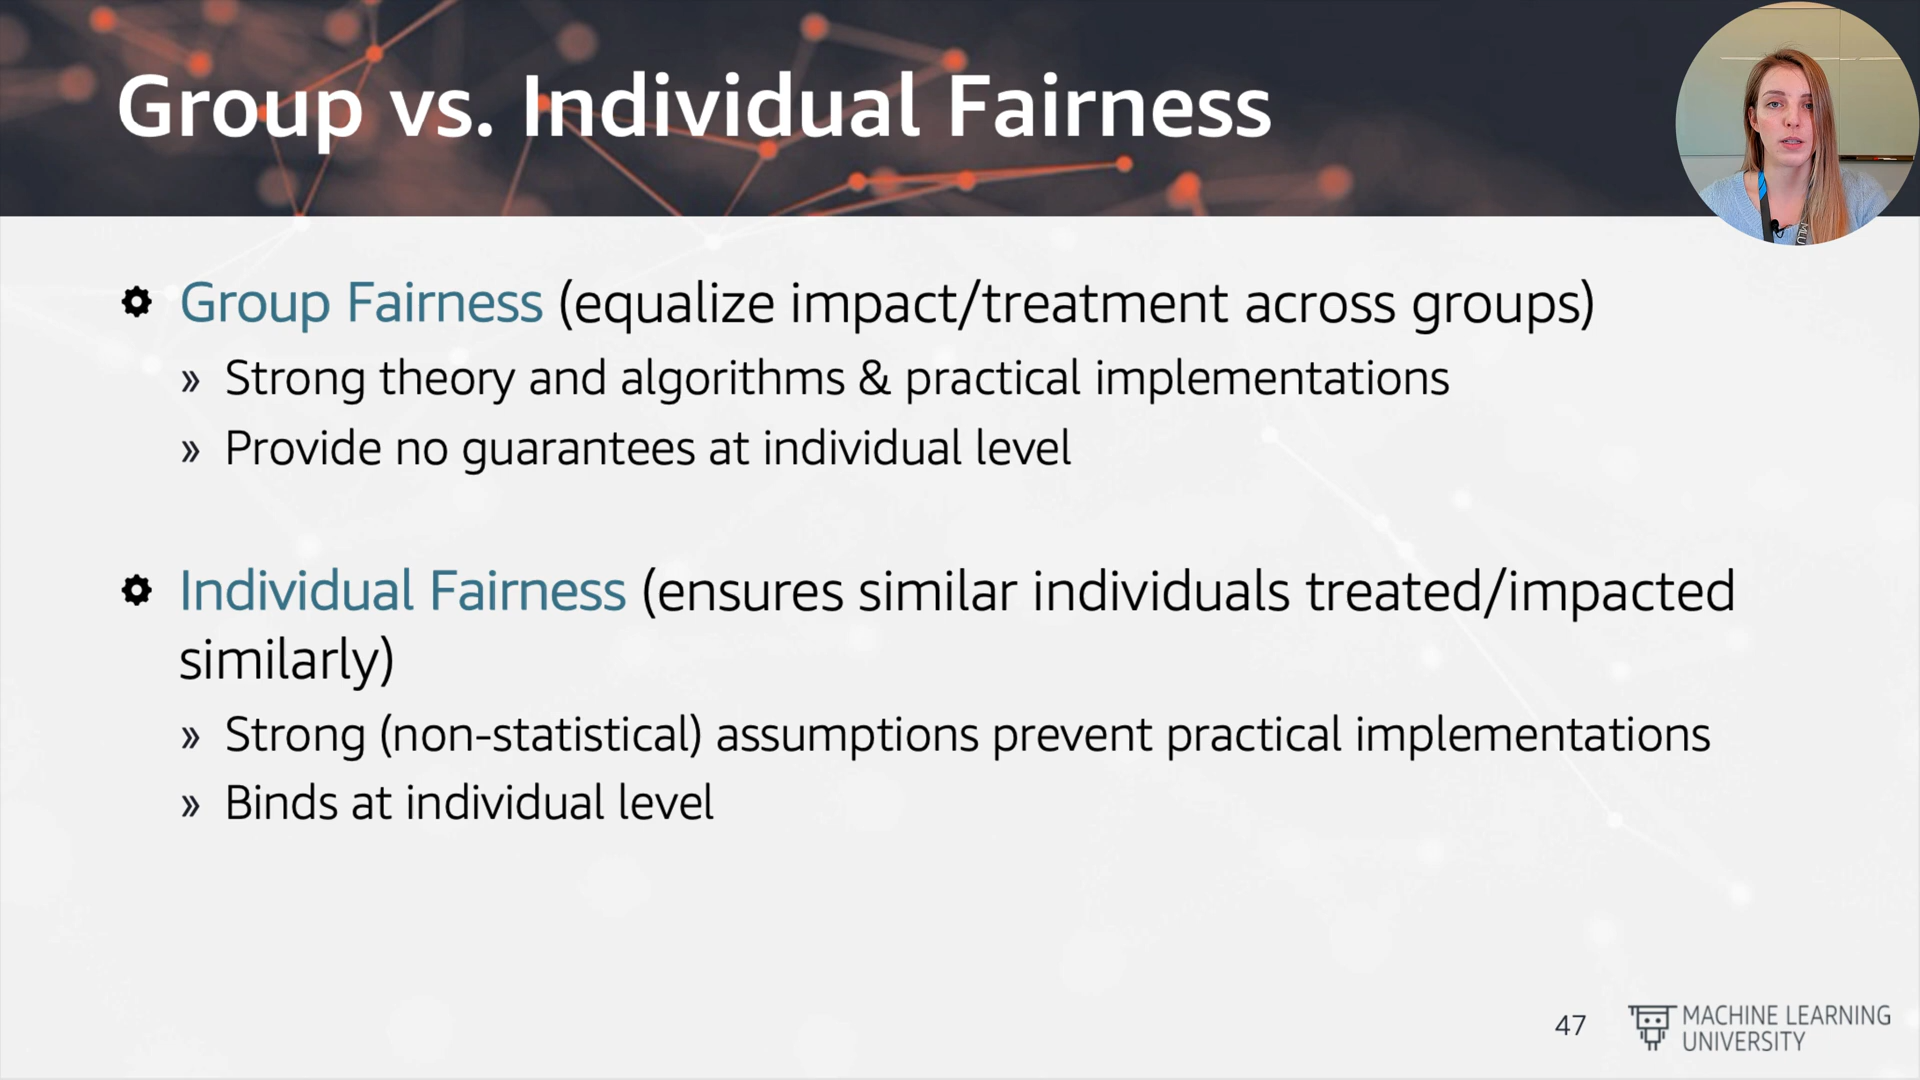 Group vs. Individual Fairness
Group Fairness (equalize impact/treatment across groups)
» Strong theory and algorithms & practical implementations
» Provide no guarantees at individual level
Individual Fairness (ensures similar individuals treated/impacted
similarly)
» Strong (non-statistical) assumptions prevent practical implementations
» Binds at individual level
47
MACHINE LEARNING
UNIVERSITY
MLU